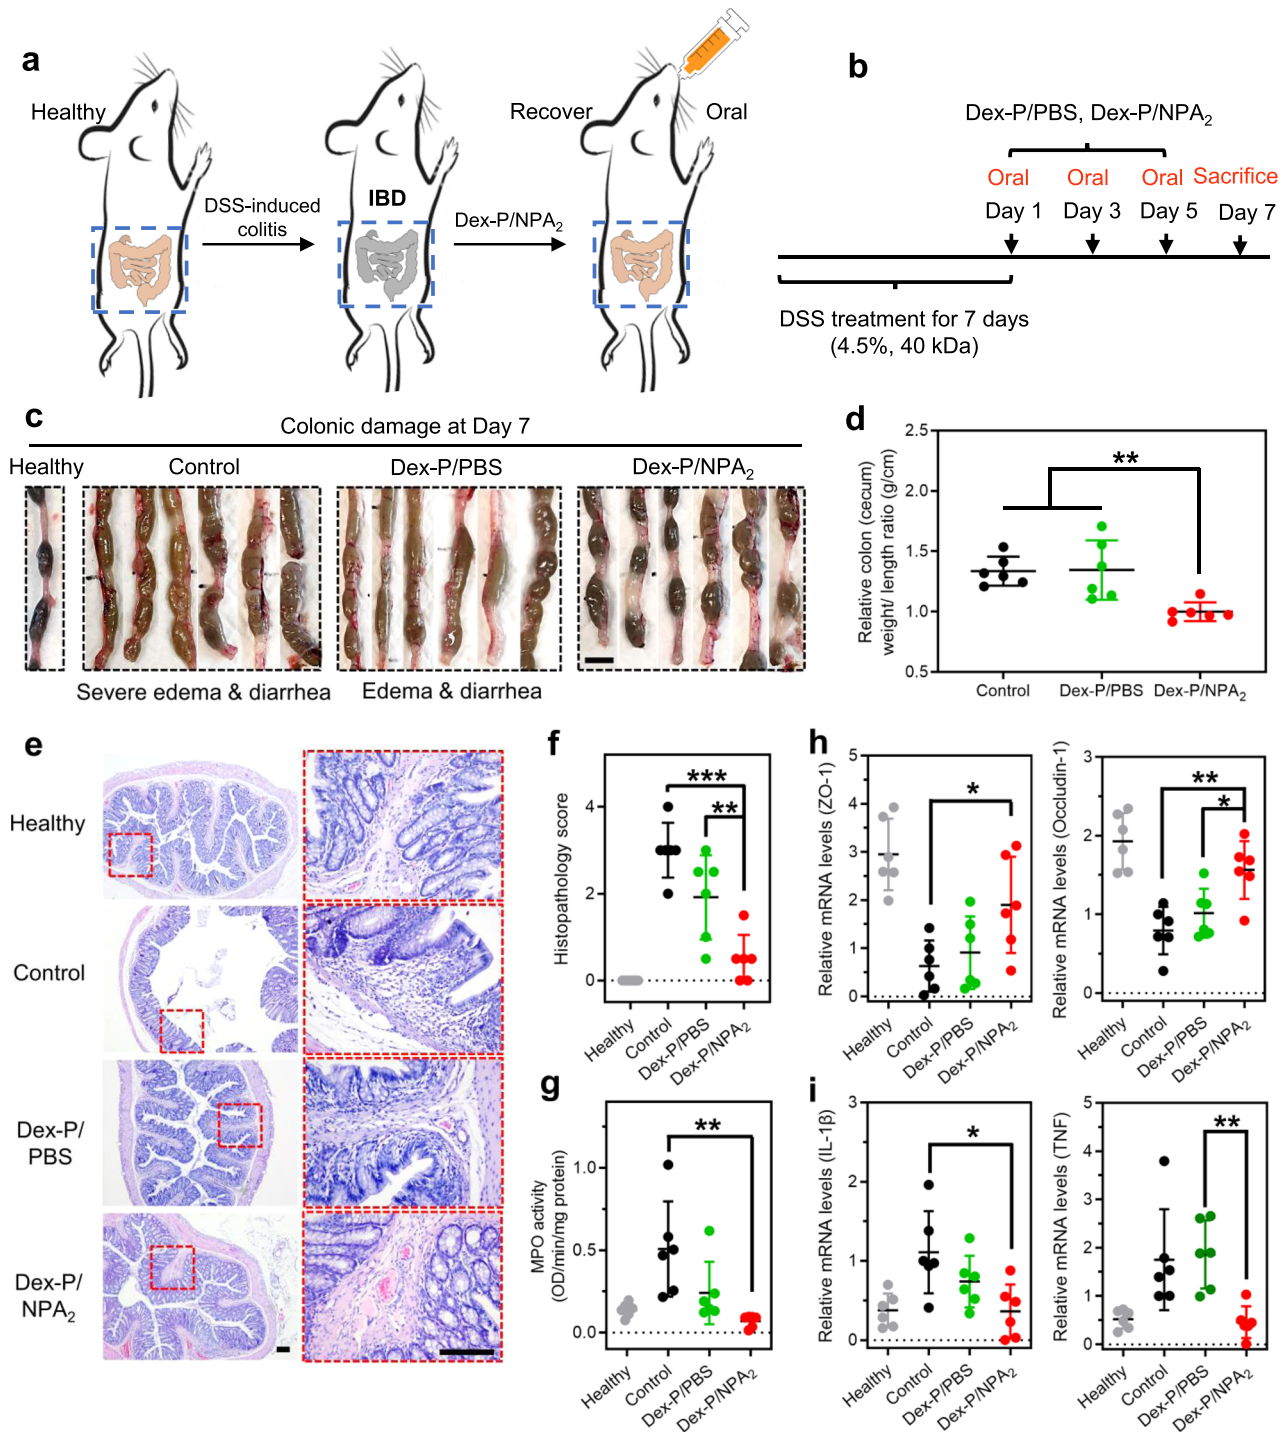 a
Healthy
DSS-induced
colitis
IBD
Dex-P/NPA₂
Recover
Oral
b
Dex-P/PBS, Dex-P/NPA₂
Oral Oral Oral Sacrifice
Day 1 Day 3 Day 5 Day 7
DSS treatment for 7 days
(4.5%, 40 kDa)
c
Colonic damage at Day 7
Healthy Control Dex-P/PBS Dex-P/NPA₂
Severe edema & diarrhea Edema & diarrhea
d
Relative colon (cecum)
weight/ length ratio (g/cm)
2.5
2.0
1.5
1.0
0.5
**
Control Dex-P/PBS Dex-P/NPA₂
e
Healthy
Control
Dex-P/
PBS
Dex-P/
NPA₂
f
Histopathology score
4
2
0
***
**
Healthy
Control
Dex-P/PBS
Dex-P/NPA₂
g
MPO activity
(OD/min/mg protein)
1.0
0.5
0.0
**
Healthy
Control
Dex-P/PBS
Dex-P/NPA₂
h
Relative mRNA levels (ZO-1)
5
4
3
2
1
0
*
Healthy
Control
Dex-P/PBS
Dex-P/NPA₂
Relative mRNA levels (Occludin-1)
3
2
1
0
**
*
Healthy
Control
Dex-P/PBS
Dex-P/NPA₂
i
Relative mRNA levels (IL-1β)
3
2
1
0
*
Healthy
Control
Dex-P/PBS
Dex-P/NPA₂
Relative mRNA levels (TNF)
5
4
3
2
1
0
**
Healthy
Control
Dex-P/PBS
Dex-P/NPA₂